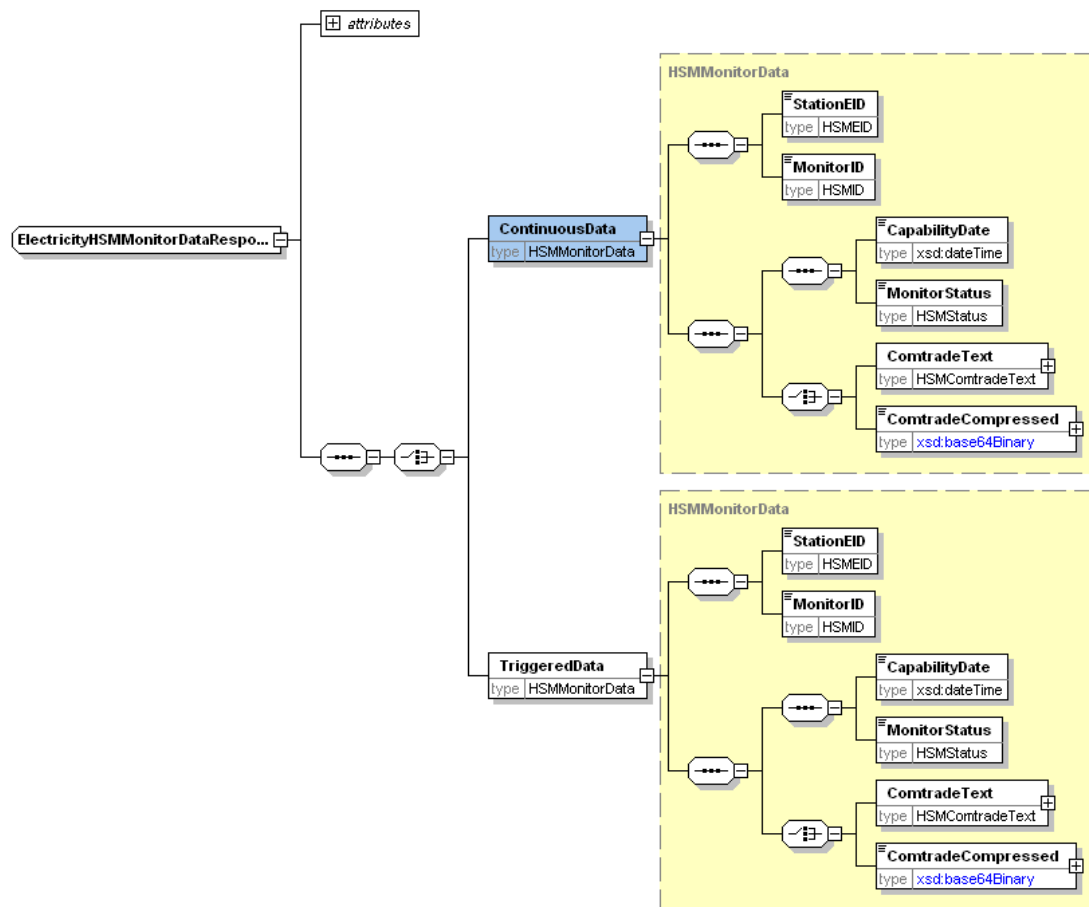 attributes
HSMMonitorData
StationEID
type HSMEID
MonitorID
type HSMID
ElectricityHSMMonitorDataRespo...
ContinuousData
type HSMMonitorData
CapabilityDate
type xsd:dateTime
MonitorStatus
type HSMStatus
ComtradeText
type HSMComtradeText
ComtradeCompressed
type xsd:base64Binary
HSMMonitorData
StationEID
type HSMEID
MonitorID
type HSMID
TriggeredData
type HSMMonitorData
CapabilityDate
type xsd:dateTime
MonitorStatus
type HSMStatus
ComtradeText
type HSMComtradeText
ComtradeCompressed
type xsd:base64Binary